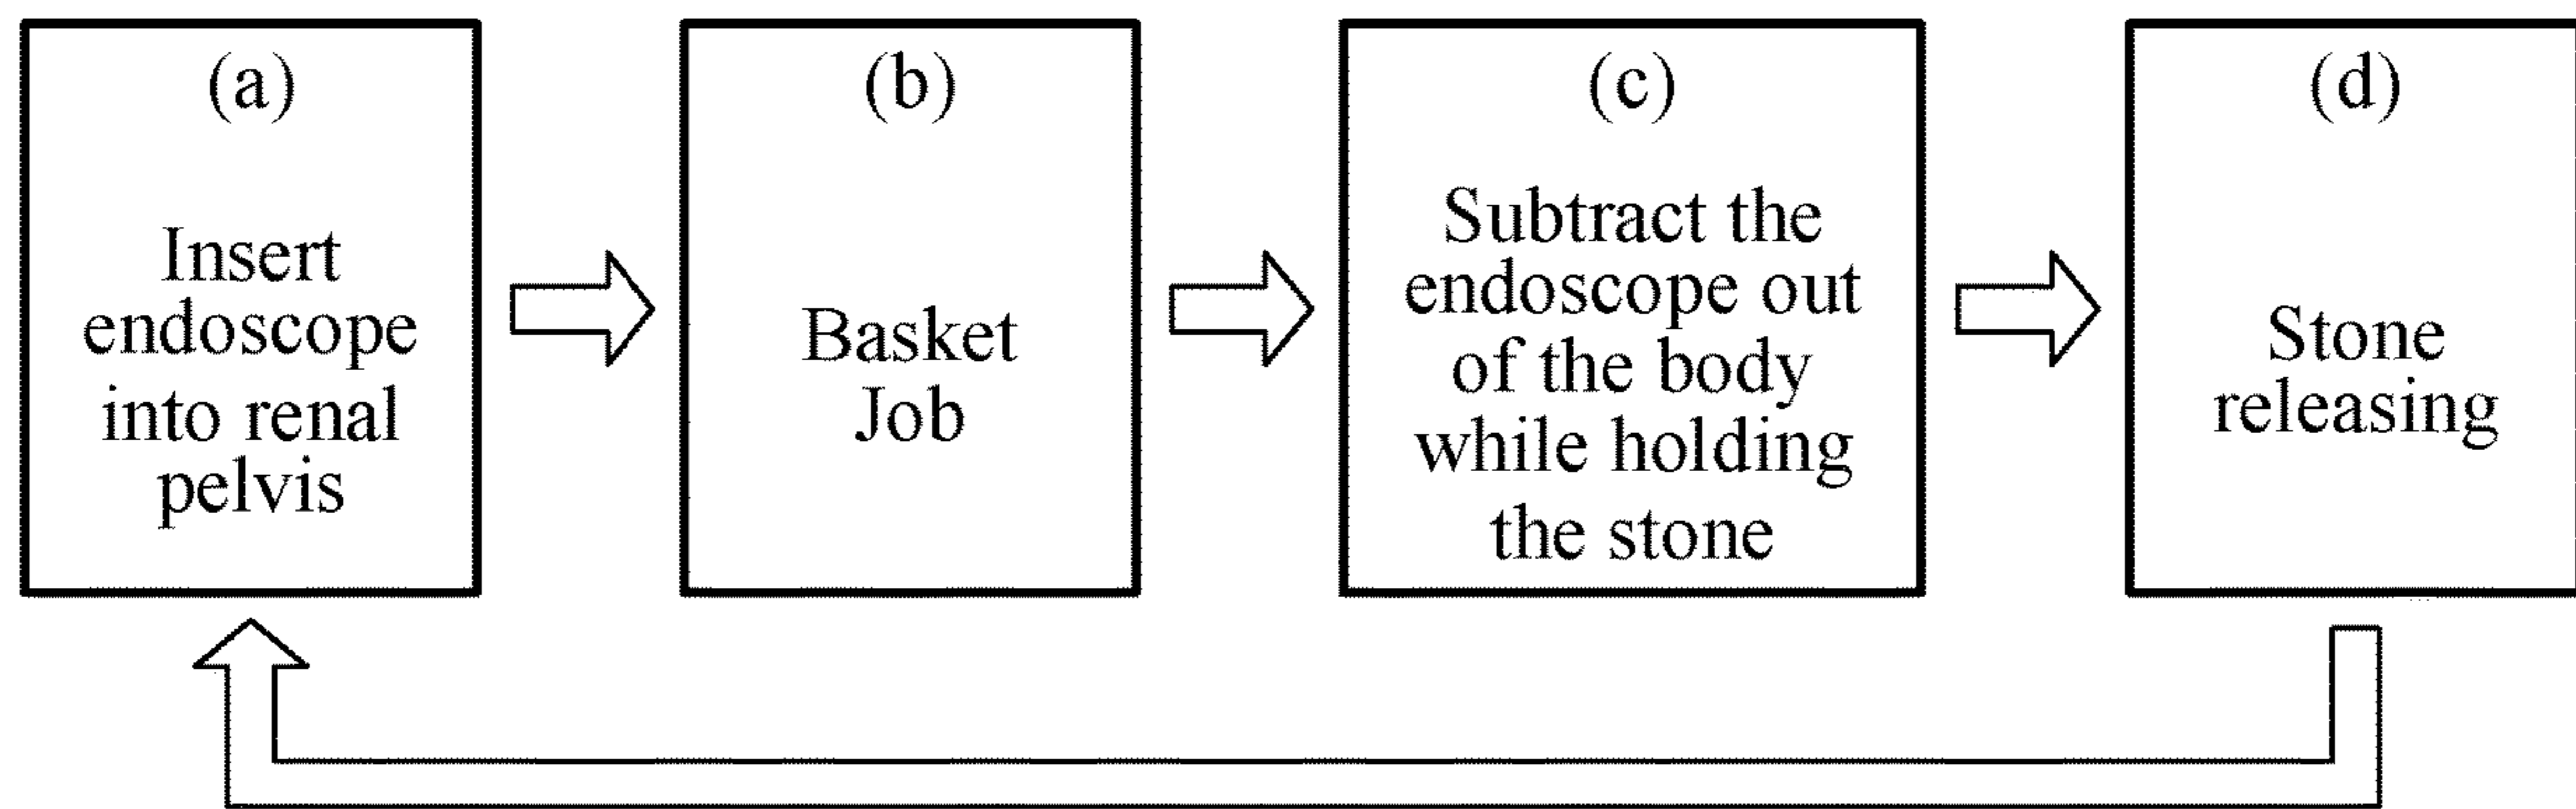 (a)
Insert
endoscope
into renal
pelvis
(b)
Basket
Job
(c)
Subtract the
endoscope out
of the body
while holding
the stone
(d)
Stone
releasing